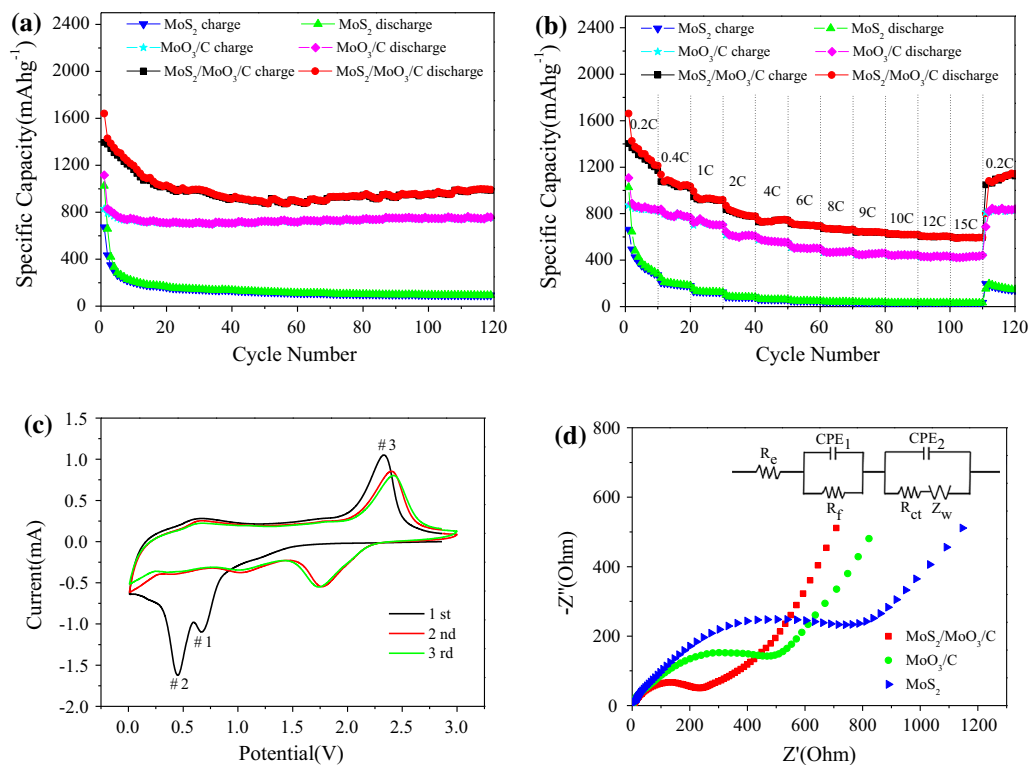 (a)
MoS2 charge
MoS2 discharge
MoO3/C charge
MoO3/C discharge
MoS2/MoO3/C charge
MoS2/MoO3/C discharge
Specific Capacity(mAhg-1)
2400
2000
1600
1200
800
400
0
0 20 40 60 80 100 120
Cycle Number
(b)
MoS2 charge
MoS2 discharge
MoO3/C charge
MoO3/C discharge
MoS2/MoO3/C charge
MoS2/MoO3/C discharge
Specific Capacity(mAhg-1)
2400
2000
1600
1200
800
400
0
0.2C 0.4C 1C 2C 4C 6C 8C 9C 10C 12C 15C 0.2C
0 20 40 60 80 100 120
Cycle Number
(c)
Current(mA)
1.5
1.0
0.5
0.0
-0.5
-1.0
-1.5
-2.0
#3
#1
#2
1 st
2 nd
3 rd
0.0 0.5 1.0 1.5 2.0 2.5 3.0
Potential(V)
(d)
-Z"(Ohm)
800
600
400
200
0
Re
CPE1
Rf
CPE2
Rct
Zw
MoS2/MoO3/C
MoO3/C
MoS2
0 200 400 600 800 1000 1200
Z'(Ohm)